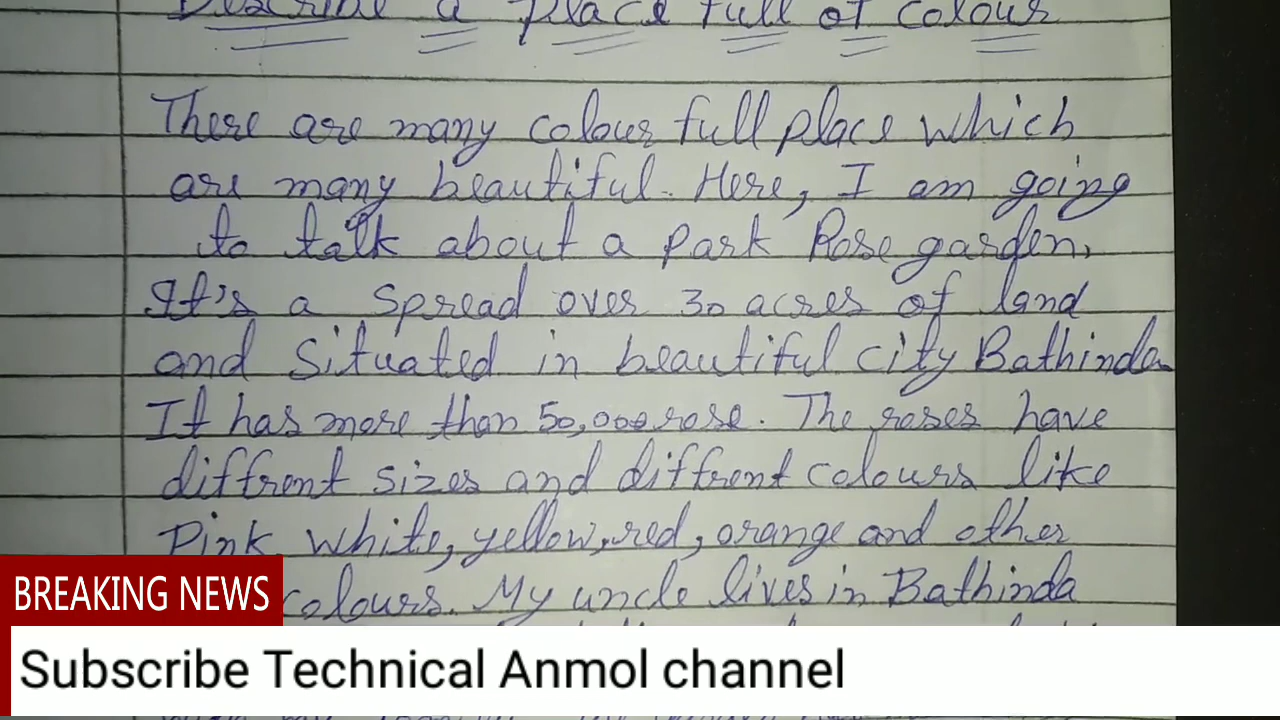 Describe a place full of colour
There are many colour full place which
are many beautiful. Here, I am going
to talk about a park Rose garden,
It's a spread over 30 acres of land
and Situated in beautiful city Bathinda
It has more than 50,000 rose. The roses have
diffrent sizes and diffrent colours like
Pink, white, yellow, red, orange and other
colours. My uncle lives in Bathinda
BREAKING NEWS
Subscribe Technical Anmol channel